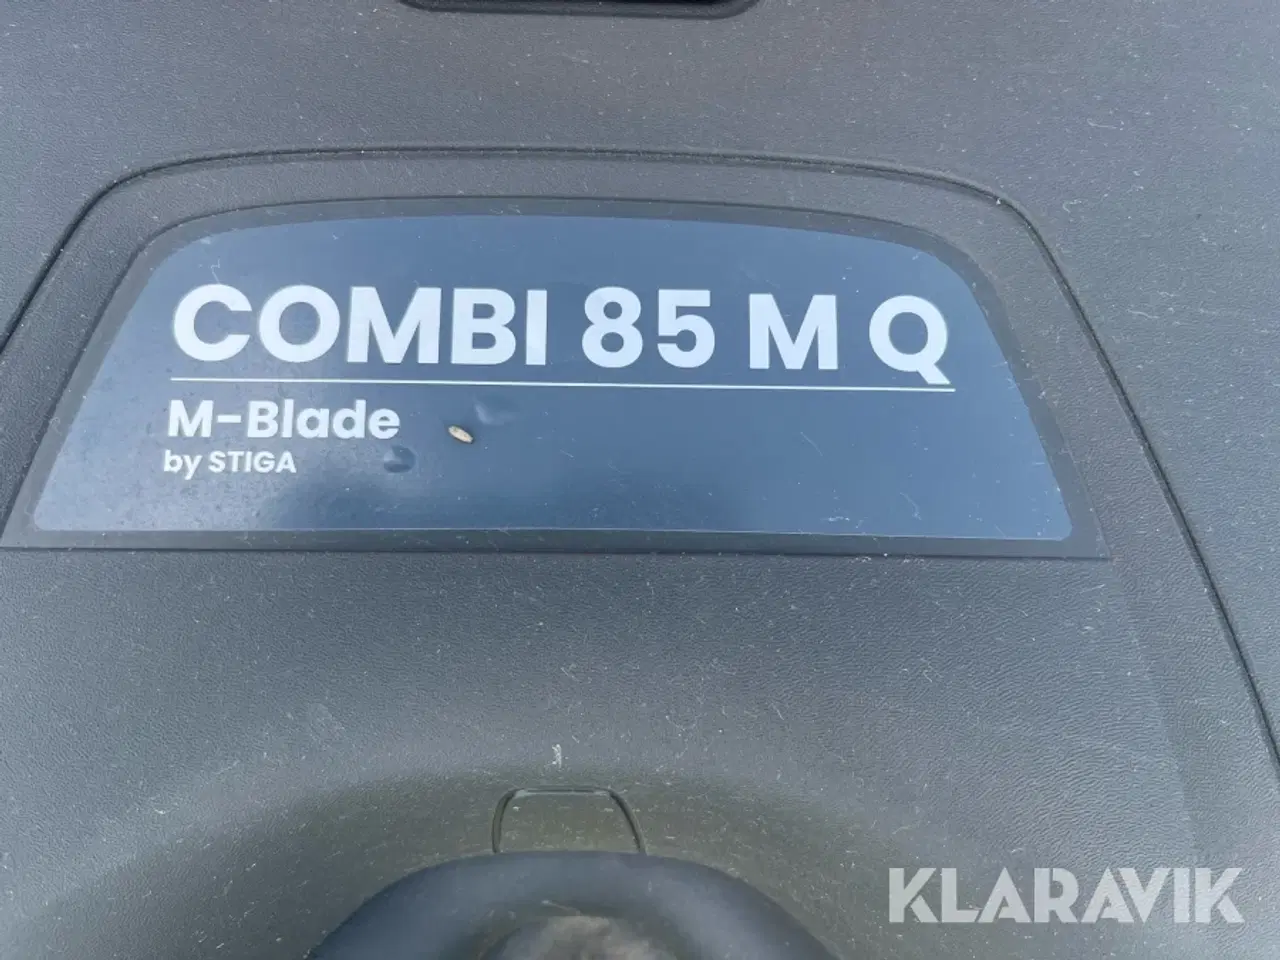 COMBI 85 M Q
M-Blade
by STIGA
KLARAVIK